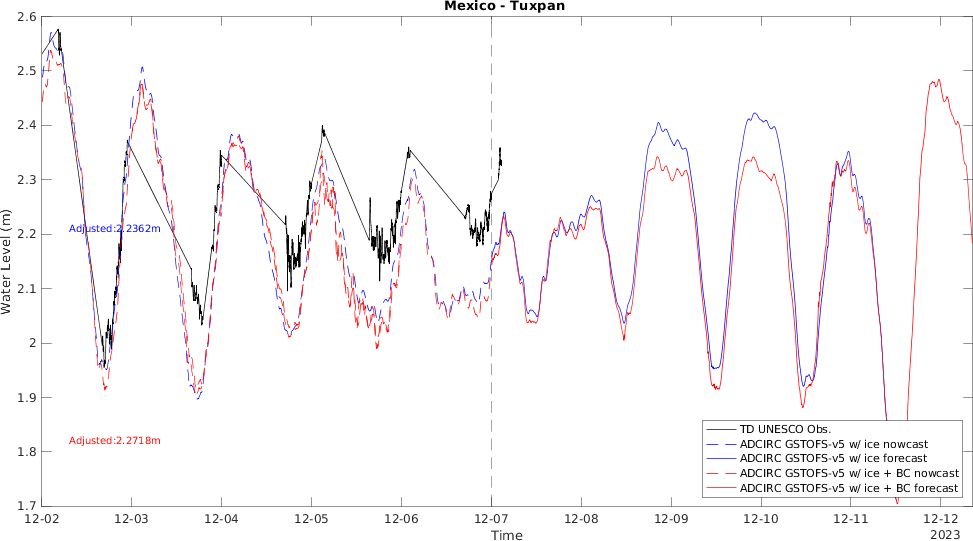 Mexico - Tuxpan
2.6
2.5
2.4
2.3
2.2
2.1
2
1.9
1.8
1.7
Water Level (m)
Adjusted:2.2362m
Adjusted:2.2718m
TD UNESCO Obs.
ADCIRC GSTOFS-v5 w/ ice nowcast
ADCIRC GSTOFS-v5 w/ ice forecast
ADCIRC GSTOFS-v5 w/ ice + BC nowcast
ADCIRC GSTOFS-v5 w/ ice + BC forecast
12-02 12-03 12-04 12-05 12-06 12-07 12-08 12-09 12-10 12-11 12-12
2023
Time